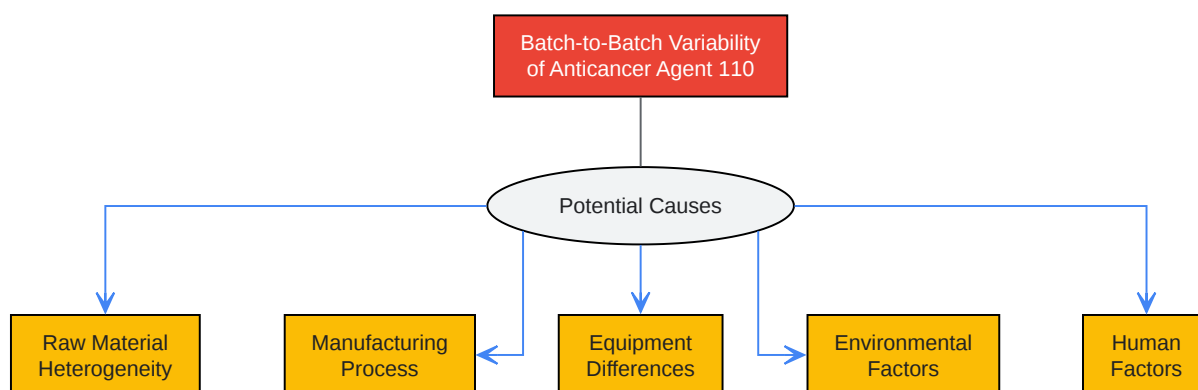 Batch-to-Batch Variability
of Anticancer Agent 110
Potential Causes
Raw Material
Heterogeneity
Manufacturing
Process
Equipment
Differences
Environmental
Factors
Human
Factors